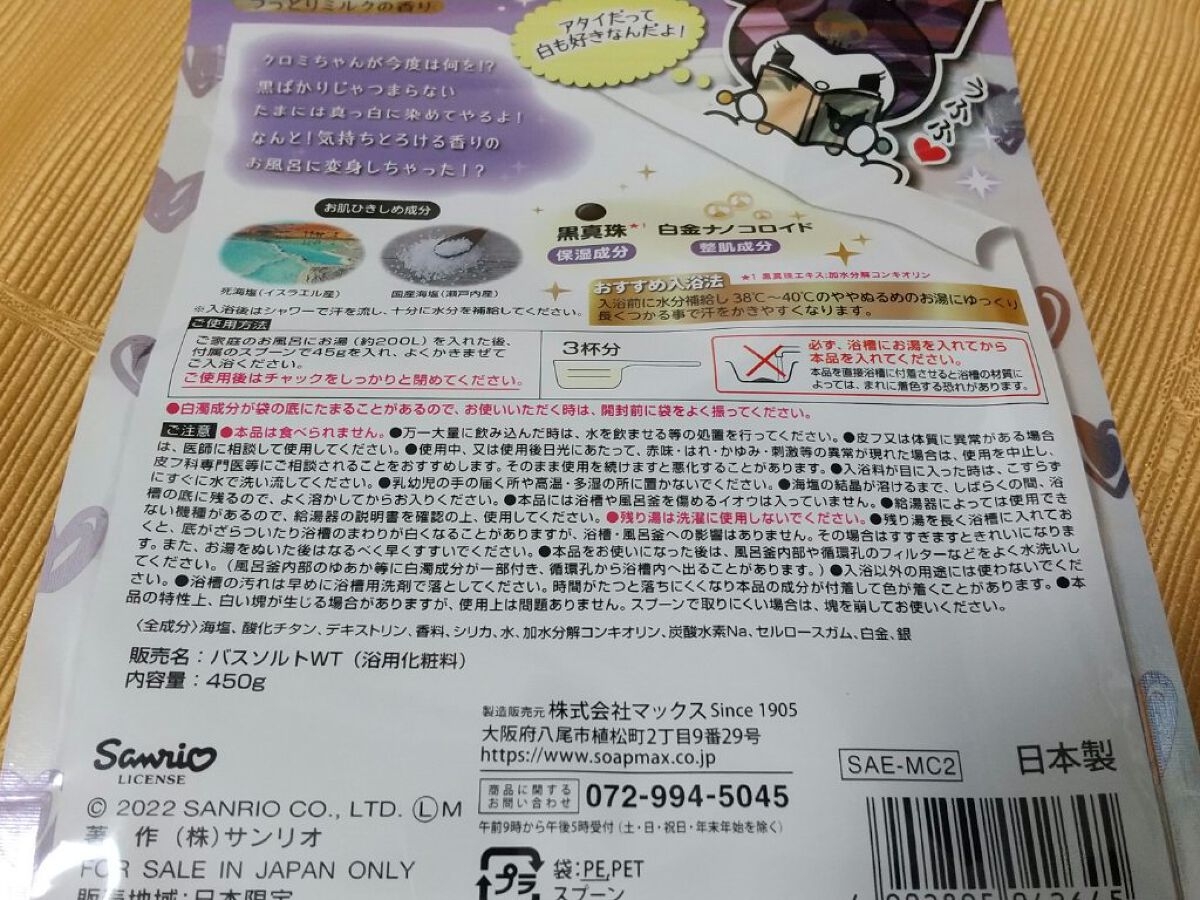 うっとりミルクの香り
アタイだって
白も好きなんだよ!
クロミちゃんが今度は何を!?
黒ばかりじゃつまらない
たまには真っ白に染めてやるよ!
なんと!気持ちとろける香りの
お風呂に変身しちゃった!?
うふふ
お肌ひきしめ成分
死海塩(イスラエル産)
国産海塩(瀬戸内産)
黒真珠★1
保湿成分
白金ナノコロイド
整肌成分
★1 黒真珠エキス:加水分解コンキオリン
おすすめ入浴法
入浴前に水分補給し 38℃〜40℃のややぬるめのお湯にゆっくり
長くつかる事で汗をかきやすくなります。
※入浴後はシャワーで汗を流し、十分に水分を補給してください。
ご使用方法
ご家庭のお風呂にお湯(約200L)を入れた後、
付属のスプーンで45gを入れ、よくかきまぜて
ご入浴ください。
ご使用後はチャックをしっかりと閉めてください。
3杯分
必ず、浴槽にお湯を入れてから
本品を入れてください。
本品を直接浴槽に付着させると浴槽の材質に
よっては、まれに着色する恐れがあります。
●白濁成分が袋の底にたまることがあるので、お使いいただく時は、開封前に袋をよく振ってください。
ご注意 ●本品は食べられません。●万一大量に飲み込んだ時は、水を飲ませる等の処置を行ってください。●皮フ又は体質に異常がある場合
は、医師に相談して使用してください。●使用中、又は使用後日光にあたって、赤味・はれ・かゆみ・刺激等の異常が現れた場合は、使用を中止し、
皮フ科専門医等にご相談されることをおすすめします。そのまま使用を続けますと悪化することがあります。●入浴料が目に入った時は、こすらず
にすぐに水で洗い流してください。●乳幼児の手の届く所や高温・多湿の所に置かないでください。●海塩の結晶が溶けるまで、しばらくの間、浴
槽の底に残るので、よく溶かしてからお入りください。●本品には浴槽や風呂釜を傷めるイオウは入っていません。●給湯器によっては使用でき
ない機種があるので、給湯器の説明書を確認の上、使用してください。●残り湯は洗濯に使用しないでください。●残り湯を長く浴槽に入れてお
くと、底がざらついたり浴槽のまわりが白くなることがありますが、浴槽・風呂釜への影響はありません。その場合はすすぎますときれいになりま
す。また、お湯をぬいた後はなるべく早くすすいでください。●本品をお使いになった後は、風呂釜内部や循環孔のフィルターなどをよく水洗いし
てください。(風呂釜内部のゆあか等に白濁成分が一部付き、循環孔から浴槽内へ出ることがあります。)●入浴以外の用途には使わないでくだ
さい。●浴槽の汚れは早めに浴槽用洗剤で落としてください。時間がたつと落ちにくくなり本品の成分が付着して色が着くことがあります。●本
品の特性上、白い塊が生じる場合がありますが、使用上は問題ありません。スプーンで取りにくい場合は、塊を崩してお使いください。
〈全成分〉海塩、酸化チタン、デキストリン、香料、シリカ、水、加水分解コンキオリン、炭酸水素Na、セルロースガム、白金、銀
販売名:バスソルトWT(浴用化粧料)
内容量:450g
製造販売元 株式会社マックス Since 1905
大阪府八尾市植松町2丁目9番29号
https://www.soapmax.co.jp
商品に関する
お問い合わせ 072-994-5045
午前9時から午後5時受付(土・日・祝日・年末年始を除く)
SAE-MC2
日本製
Sanrio
LICENSE
© 2022 SANRIO CO., LTD. Ⓛ M
著 作 (株)サンリオ
FOR SALE IN JAPAN ONLY
販売地域:日本限定
プラ
袋:PE,PET
スプーン